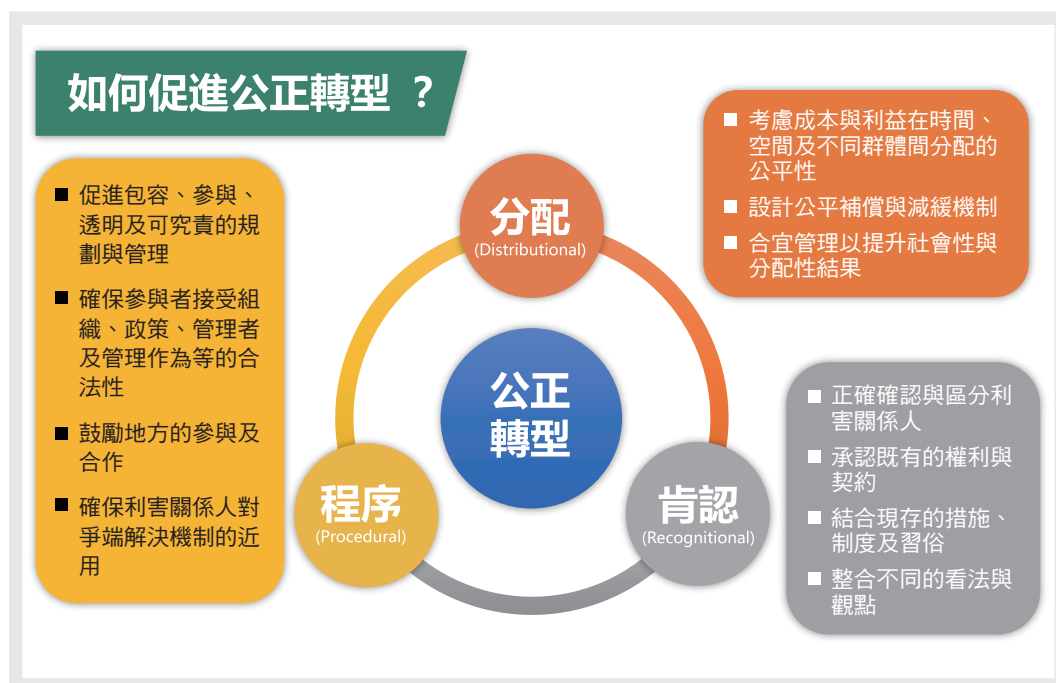 如何促進公正轉型 ？
■ 促進包容、參與、
透明及可究責的規
劃與管理
■ 確保參與者接受組
織、政策、管理者
及管理作為等的合
法性
■ 鼓勵地方的參與及
合作
■ 確保利害關係人對
爭端解決機制的近
用
分配
(Distributional)
公正
轉型
程序
(Procedural)
肯認
(Recognitional)
■ 考慮成本與利益在時間、
空間及不同群體間分配的
公平性
■ 設計公平補償與減緩機制
■ 合宜管理以提升社會性與
分配性結果
■ 正確確認與區分利
害關係人
■ 承認既有的權利與
契約
■ 結合現存的措施、
制度及習俗
■ 整合不同的看法與
觀點